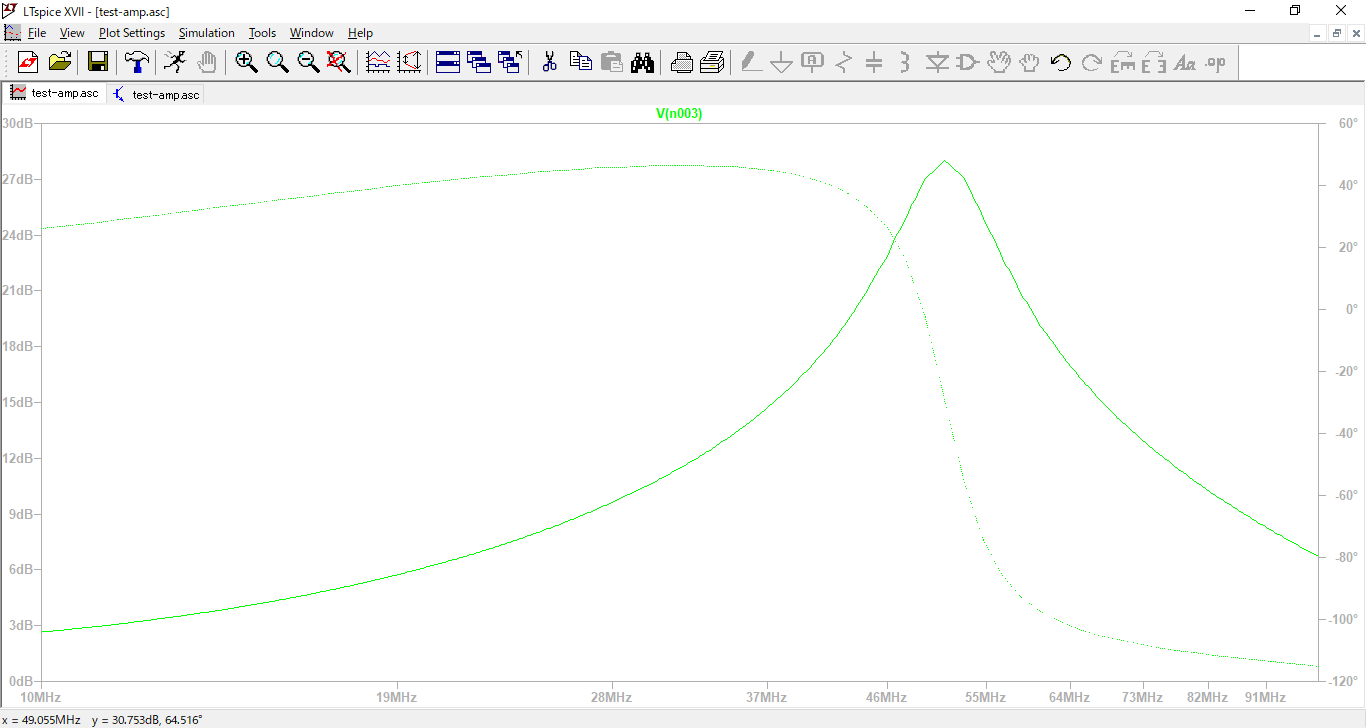 LTspice XVII - [test-amp.asc]
File View Plot Settings Simulation Tools Window Help
test-amp.asc test-amp.asc
V(n003)
30dB 60°
27dB 40°
24dB 20°
21dB 0°
18dB -20°
15dB -40°
12dB -60°
9dB -80°
6dB -100°
3dB -120°
0dB
10MHz 19MHz 28MHz 37MHz 46MHz 55MHz 64MHz 73MHz 82MHz 91MHz
x = 49.055MHz y = 30.753dB, 64.516°